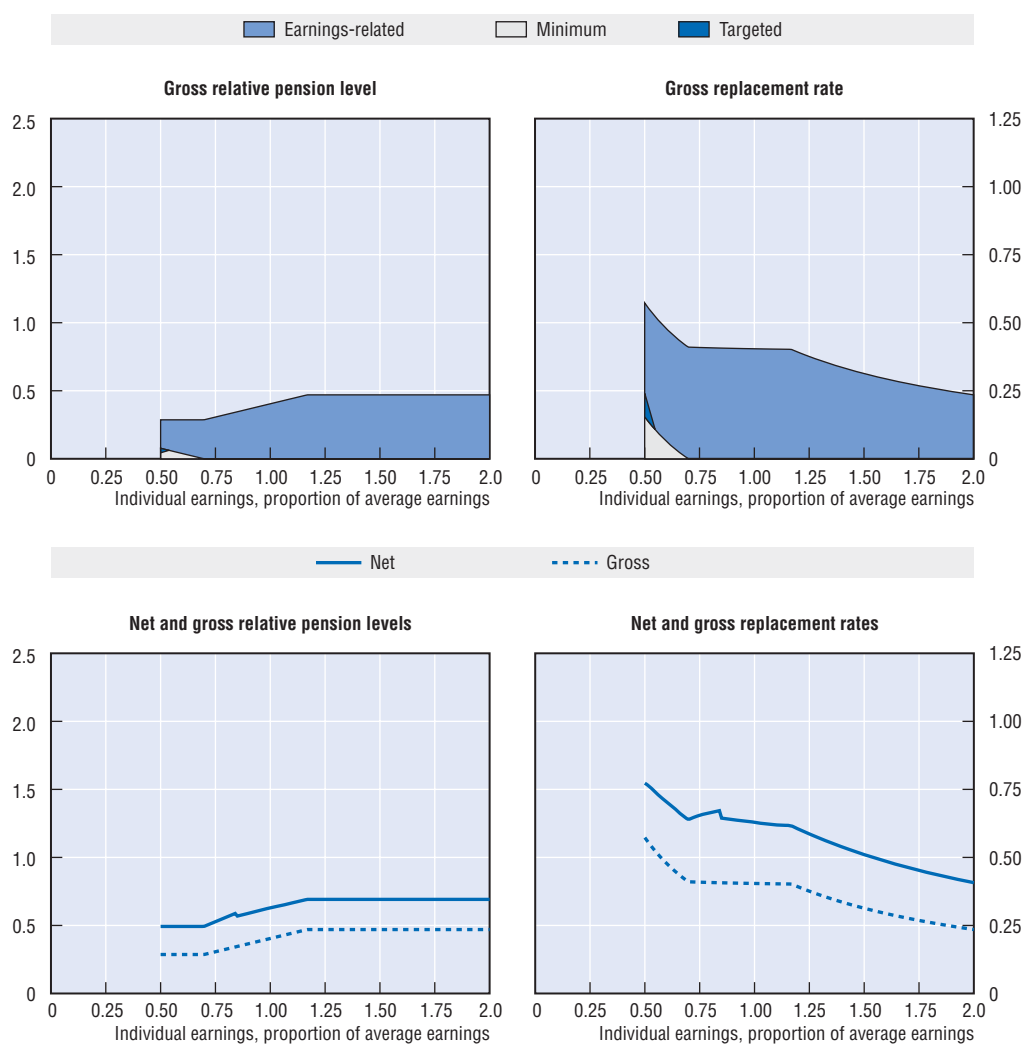 Earnings-related Minimum Targeted
Gross relative pension level
2.5
2.0
1.5
1.0
0.5
0
0 0.25 0.50 0.75 1.00 1.25 1.50 1.75 2.0
Individual earnings, proportion of average earnings
Gross replacement rate
1.25
1.00
0.75
0.50
0.25
0
0 0.25 0.50 0.75 1.00 1.25 1.50 1.75 2.0
Individual earnings, proportion of average earnings
Net Gross
Net and gross relative pension levels
2.5
2.0
1.5
1.0
0.5
0
0 0.25 0.50 0.75 1.00 1.25 1.50 1.75 2.0
Individual earnings, proportion of average earnings
Net and gross replacement rates
1.25
1.00
0.75
0.50
0.25
0
0 0.25 0.50 0.75 1.00 1.25 1.50 1.75 2.0
Individual earnings, proportion of average earnings